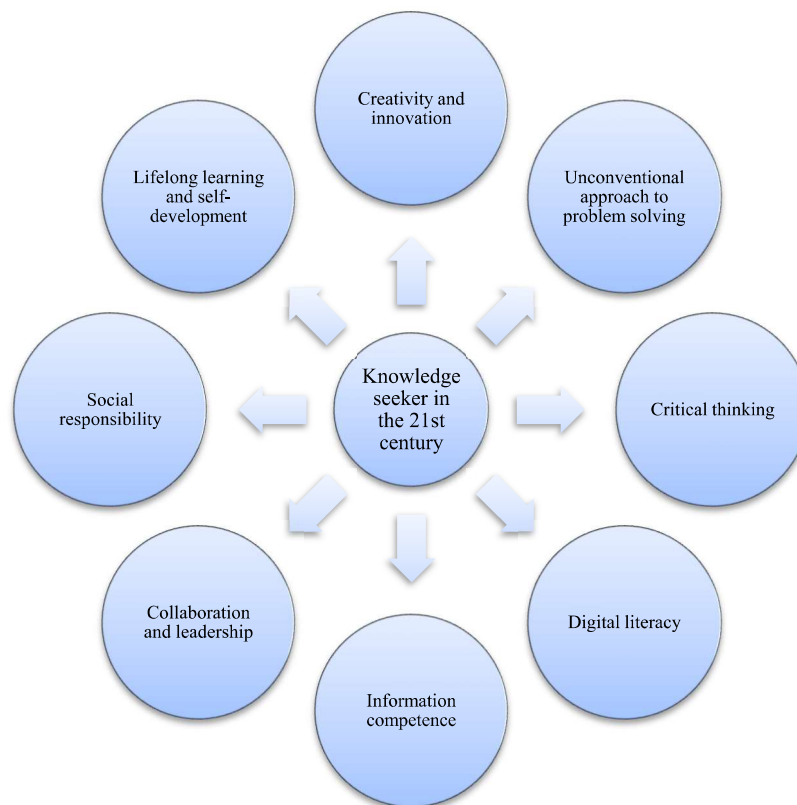 Creativity and
innovation
Unconventional
approach to
problem solving
Critical thinking
Digital literacy
Information
competence
Collaboration
and leadership
Social
responsibility
Lifelong learning
and self-
development
Knowledge
seeker in
the 21st
century